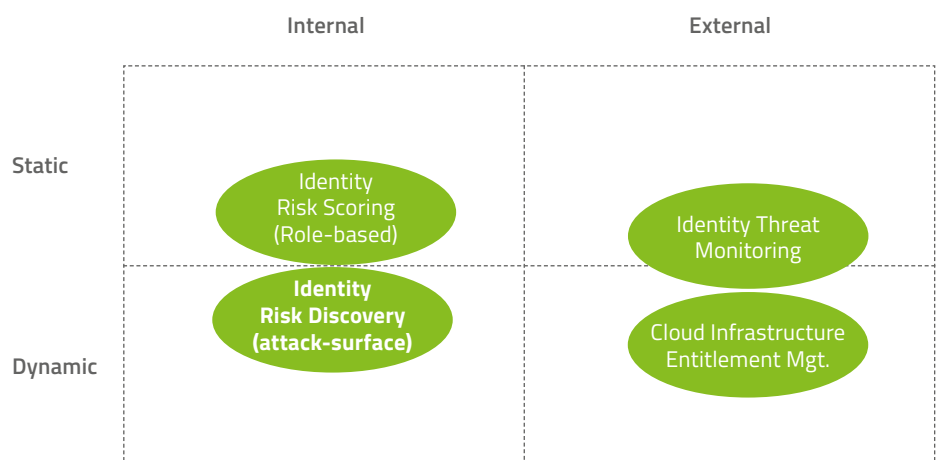 Internal
External
Static
Identity
Risk Scoring
(Role-based)
Identity Threat
Monitoring
Dynamic
Identity
Risk Discovery
(attack-surface)
Cloud Infrastructure
Entitlement Mgt.